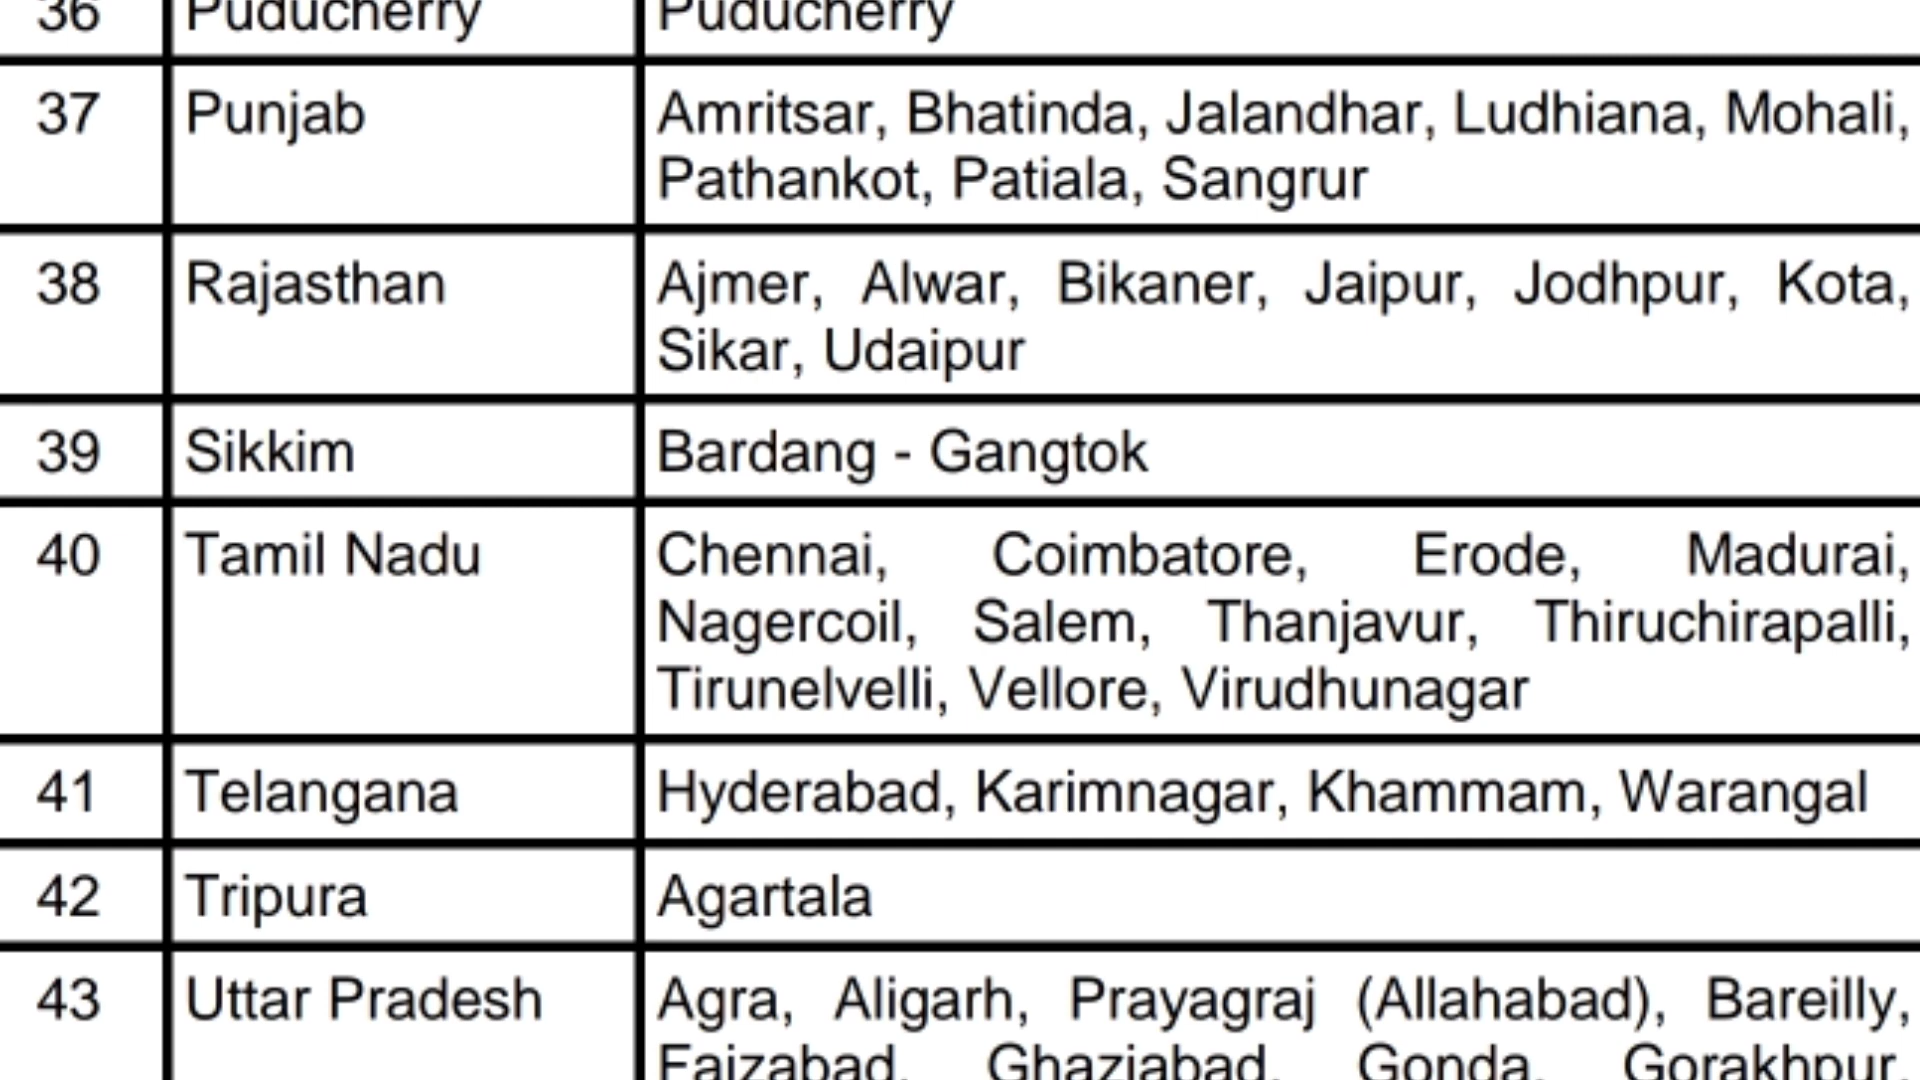 36 Puducherry Puducherry
37 Punjab Amritsar, Bhatinda, Jalandhar, Ludhiana, Mohali,
Pathankot, Patiala, Sangrur
38 Rajasthan Ajmer, Alwar, Bikaner, Jaipur, Jodhpur, Kota,
Sikar, Udaipur
39 Sikkim Bardang - Gangtok
40 Tamil Nadu Chennai, Coimbatore, Erode, Madurai,
Nagercoil, Salem, Thanjavur, Thiruchirapalli,
Tirunelvelli, Vellore, Virudhunagar
41 Telangana Hyderabad, Karimnagar, Khammam, Warangal
42 Tripura Agartala
43 Uttar Pradesh Agra, Aligarh, Prayagraj (Allahabad), Bareilly,
Faizabad, Ghaziabad, Gonda, Gorakhpur,